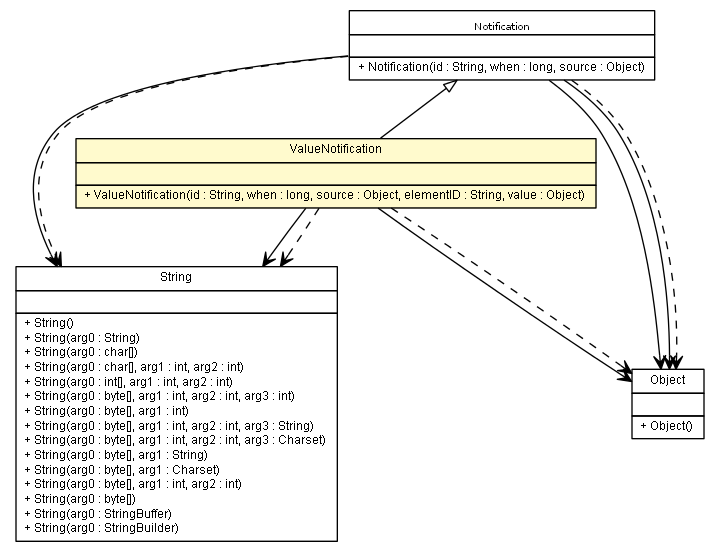 Notification
+ Notification(id : String, when : long, source : Object)
ValueNotification
+ ValueNotification(id : String, when : long, source : Object, elementID : String, value : Object)
String
+ String()
+ String(arg0 : String)
+ String(arg0 : char[])
+ String(arg0 : char[], arg1 : int, arg2 : int)
+ String(arg0 : int[], arg1 : int, arg2 : int)
+ String(arg0 : byte[], arg1 : int, arg2 : int, arg3 : int)
+ String(arg0 : byte[], arg1 : int)
+ String(arg0 : byte[], arg1 : int, arg2 : int, arg3 : String)
+ String(arg0 : byte[], arg1 : int, arg2 : int, arg3 : Charset)
+ String(arg0 : byte[], arg1 : String)
+ String(arg0 : byte[], arg1 : Charset)
+ String(arg0 : byte[], arg1 : int, arg2 : int)
+ String(arg0 : byte[])
+ String(arg0 : StringBuffer)
+ String(arg0 : StringBuilder)
Object
+ Object()